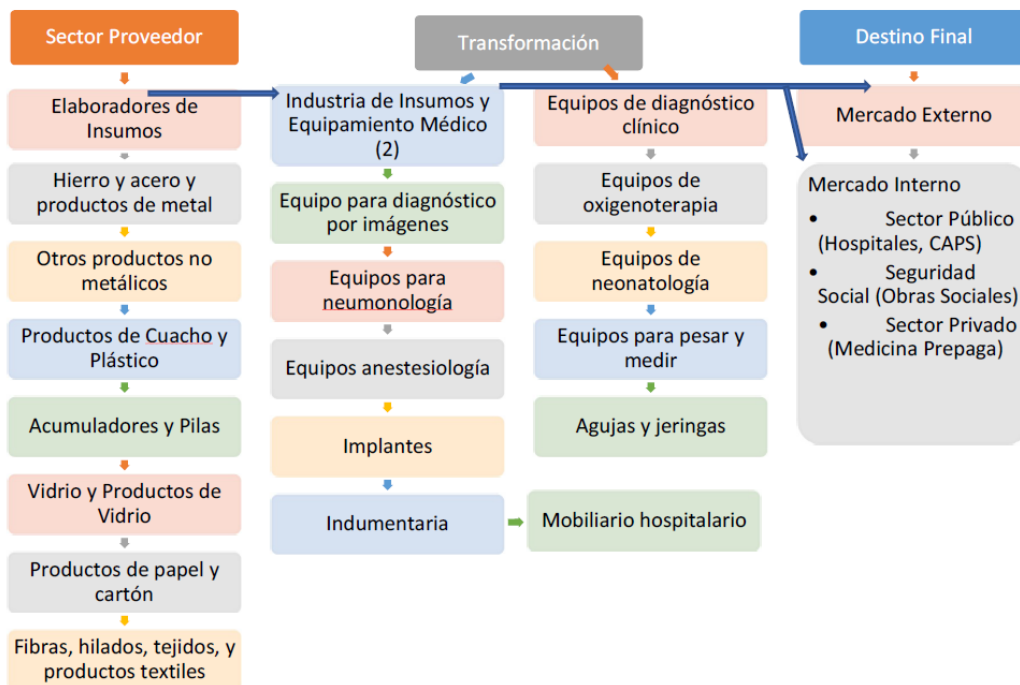 Sector Proveedor
Elaboradores de
Insumos
Hierro y acero y
productos de metal
Otros productos no
metálicos
Productos de Cuacho y
Plástico
Acumuladores y Pilas
Vidrio y Productos de
Vidrio
Productos de papel y
cartón
Fibras, hilados, tejidos, y
productos textiles
Transformación
Industria de Insumos y
Equipamiento Médico
(2)
Equipo para diagnóstico
por imágenes
Equipos para
neumonología
Equipos anestesiología
Implantes
Indumentaria
Mobiliario hospitalario
Equipos de diagnóstico
clínico
Equipos de
oxigenoterapia
Equipos de
neonatología
Equipos para pesar y
medir
Agujas y jeringas
Destino Final
Mercado Externo
Mercado Interno
• Sector Público
(Hospitales, CAPS)
• Seguridad
Social (Obras Sociales)
• Sector Privado
(Medicina Prepaga)